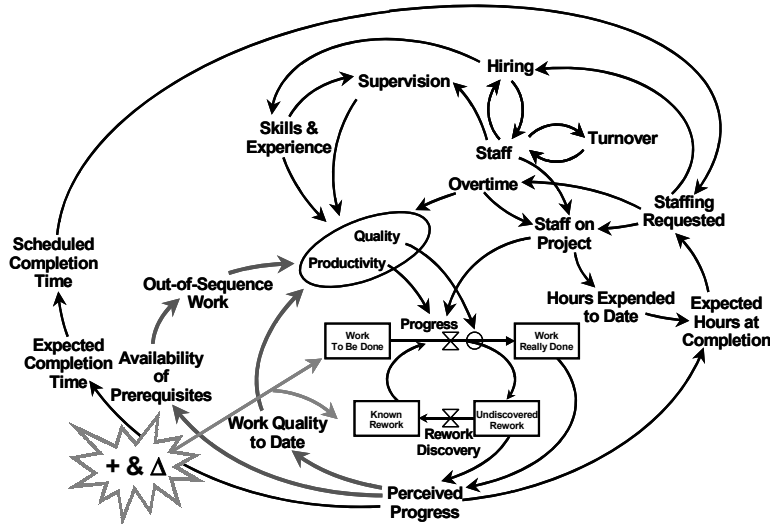 Hiring
Supervision
Skills &
Experience
Turnover
Staff
Overtime
Staffing
Requested
Staff on
Project
Quality
Productivity
Scheduled
Completion
Time
Out-of-Sequence
Work
Hours Expended
to Date
Expected
Hours at
Completion
Progress
Work
To Be Done
Work
Really Done
Expected
Completion
Time
Availability
of
Prerequisites
Known
Rework
Undiscovered
Rework
Rework
Discovery
Work Quality
to Date
+ & Δ
Perceived
Progress